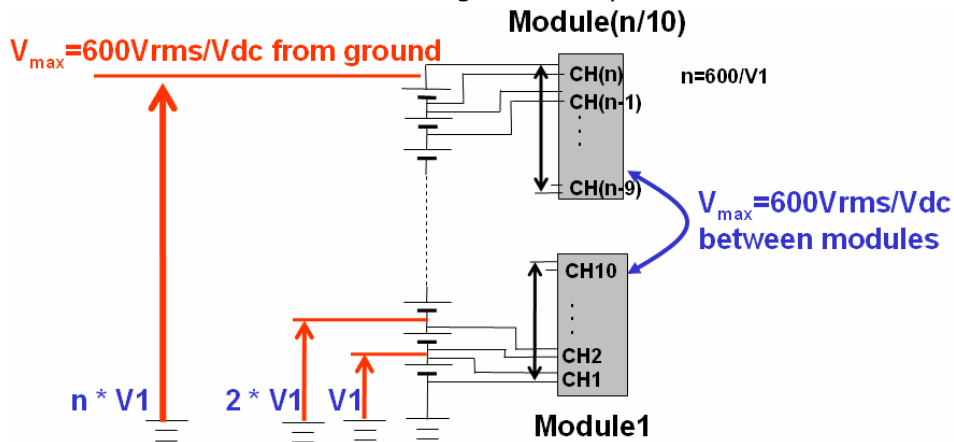 Module(n/10)
Vmax=600Vrms/Vdc from ground
CH(n)
n=600/V1
CH(n-1)
CH(n-9)
Vmax=600Vrms/Vdc
between modules
CH10
CH2
CH1
n * V1
2 * V1
V1
Module1